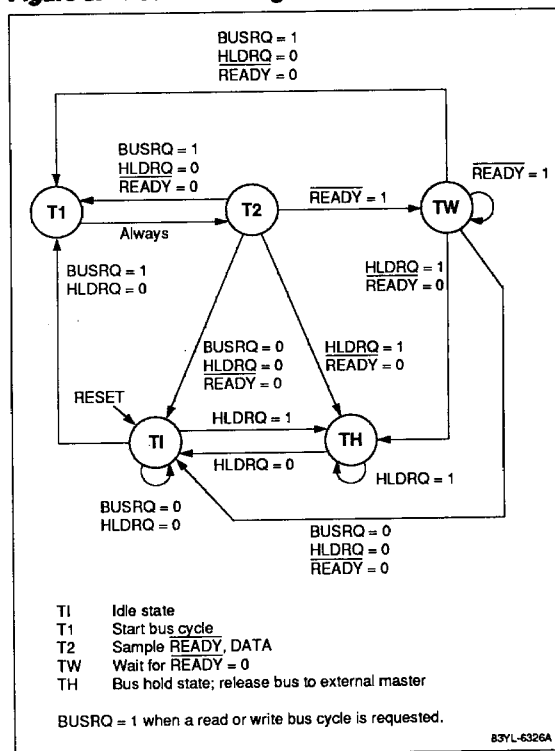 BUSRQ = 1
HLDRQ = 0
READY = 0
BUSRQ = 1
HLDRQ = 0
READY = 0
READY = 1
T1
T2
READY = 1
TW
Always
BUSRQ = 1
HLDRQ = 0
HLDRQ = 1
READY = 0
BUSRQ = 0
HLDRQ = 0
READY = 0
HLDRQ = 1
READY = 0
RESET
HLDRQ = 1
TI
TH
HLDRQ = 0
HLDRQ = 1
BUSRQ = 0
HLDRQ = 0
BUSRQ = 0
HLDRQ = 0
READY = 0
TI Idle state
T1 Start bus cycle
T2 Sample READY, DATA
TW Wait for READY = 0
TH Bus hold state; release bus to external master
BUSRQ = 1 when a read or write bus cycle is requested.
83YL-6326A